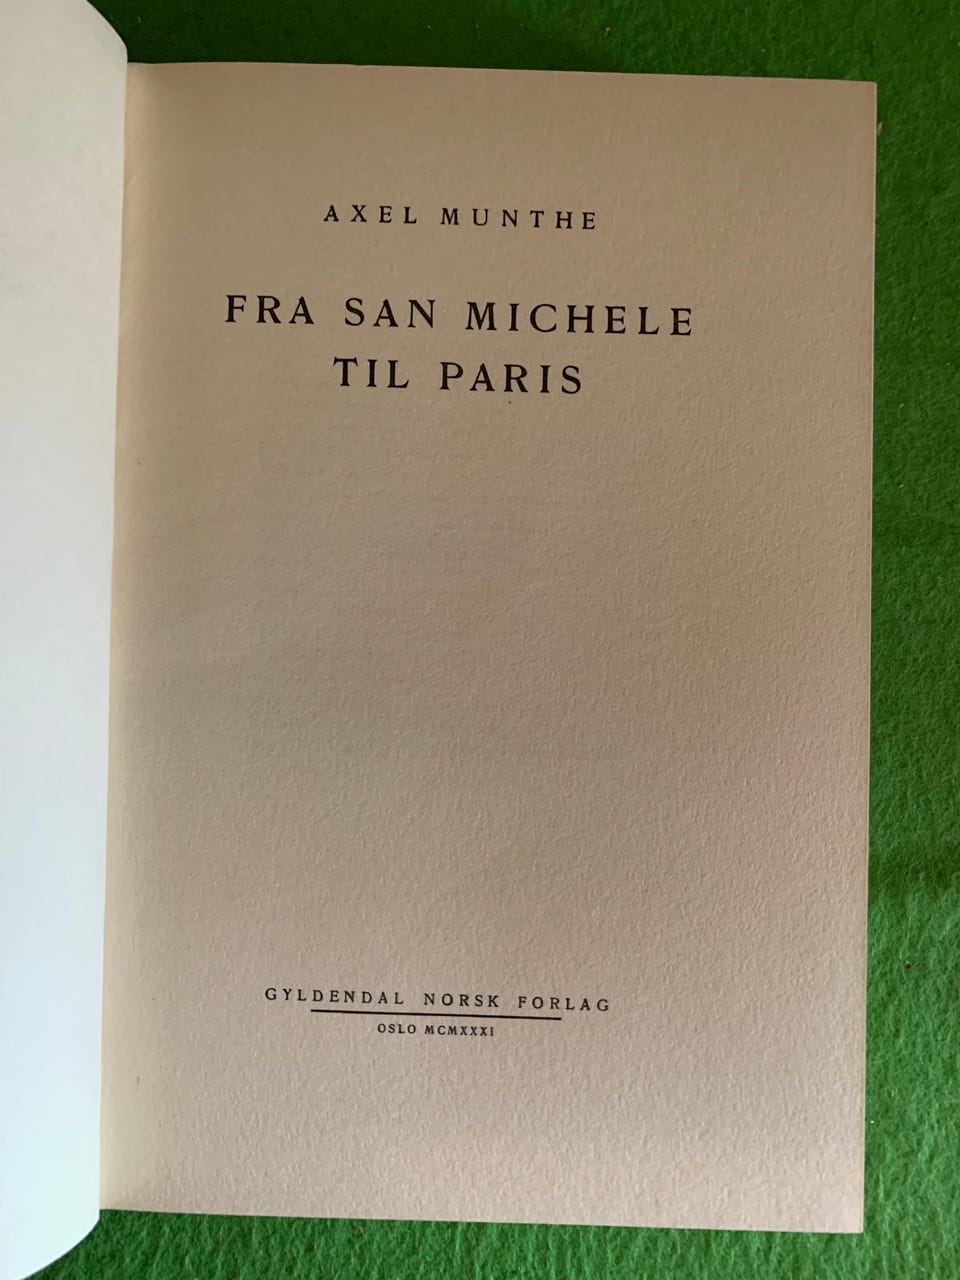 AXEL MUNTHE
FRA SAN MICHELE
TIL PARIS
GYLDENDAL NORSK FORLAG
OSLO MCMXXXI